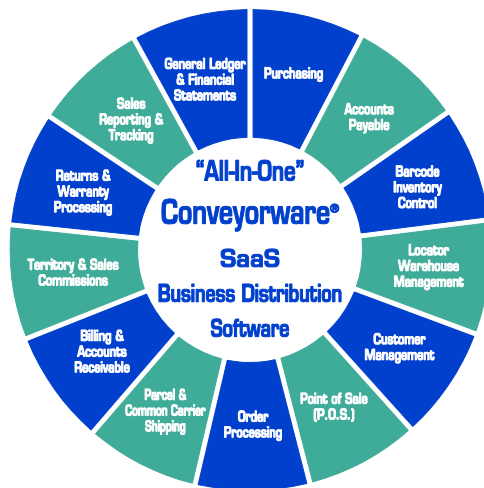 General Ledger
& Financial
Statements
Purchasing
Accounts
Payable
Barcode
Inventory
Control
Locator
Warehouse
Management
Customer
Management
Point of Sale
(P.O.S.)
Order
Processing
Parcel &
Common Carrier
Shipping
Billing &
Accounts
Receivable
Territory & Sales
Commissions
Returns &
Warranty
Processing
Sales
Reporting &
Tracking
“All-In-One”
Conveyorware®
SaaS
Business Distribution
Software